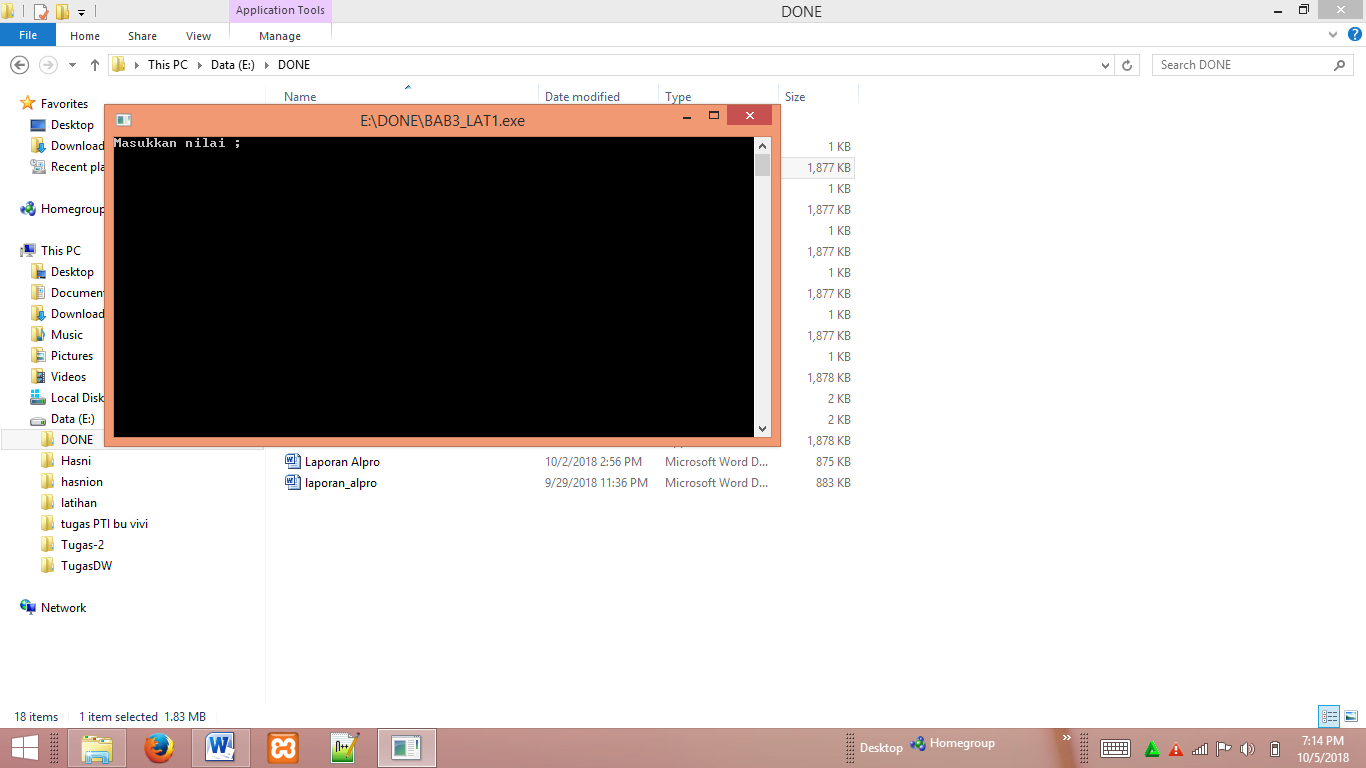 Application Tools
DONE
File
Home
Share
View
Manage
This PC
Data (E:)
DONE
Search DONE
Name
Date modified
Type
Size
Favorites
Desktop
Download
Recent pla
Homegroup
This PC
Desktop
Documen
Download
Music
Pictures
Videos
Local Disk
Data (E:)
DONE
Hasni
hasnion
latihan
tugas PTI bu vivi
Tugas-2
TugasDW
Network
E:\DONE\BAB3_LAT1.exe
Masukkan nilai ;
1 KB
1,877 KB
1 KB
1,877 KB
1 KB
1,877 KB
1 KB
1,877 KB
1 KB
1,877 KB
1 KB
1,878 KB
2 KB
2 KB
1,878 KB
Laporan Alpro 10/2/2018 2:56 PM Microsoft Word D... 875 KB
laporan_alpro 9/29/2018 11:36 PM Microsoft Word D... 883 KB
18 items 1 item selected 1.83 MB
Desktop
Homegroup
7:14 PM
10/5/2018